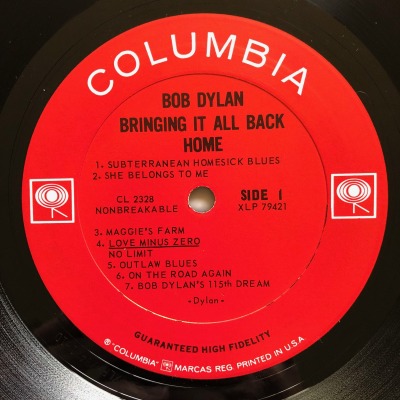 COLUMBIA
BOB DYLAN
BRINGING IT ALL BACK
HOME
1. SUBTERRANEAN HOMESICK BLUES
2. SHE BELONGS TO ME
CL 2328
NONBREAKABLE
SIDE 1
XLP 79421
3. MAGGIE'S FARM
4. LOVE MINUS ZERO
NO LIMIT
5. OUTLAW BLUES
6. ON THE ROAD AGAIN
7. BOB DYLAN'S 115th DREAM
-Dylan-
GUARANTEED HIGH FIDELITY
® "COLUMBIA" MARCAS REG. PRINTED IN U.S.A.